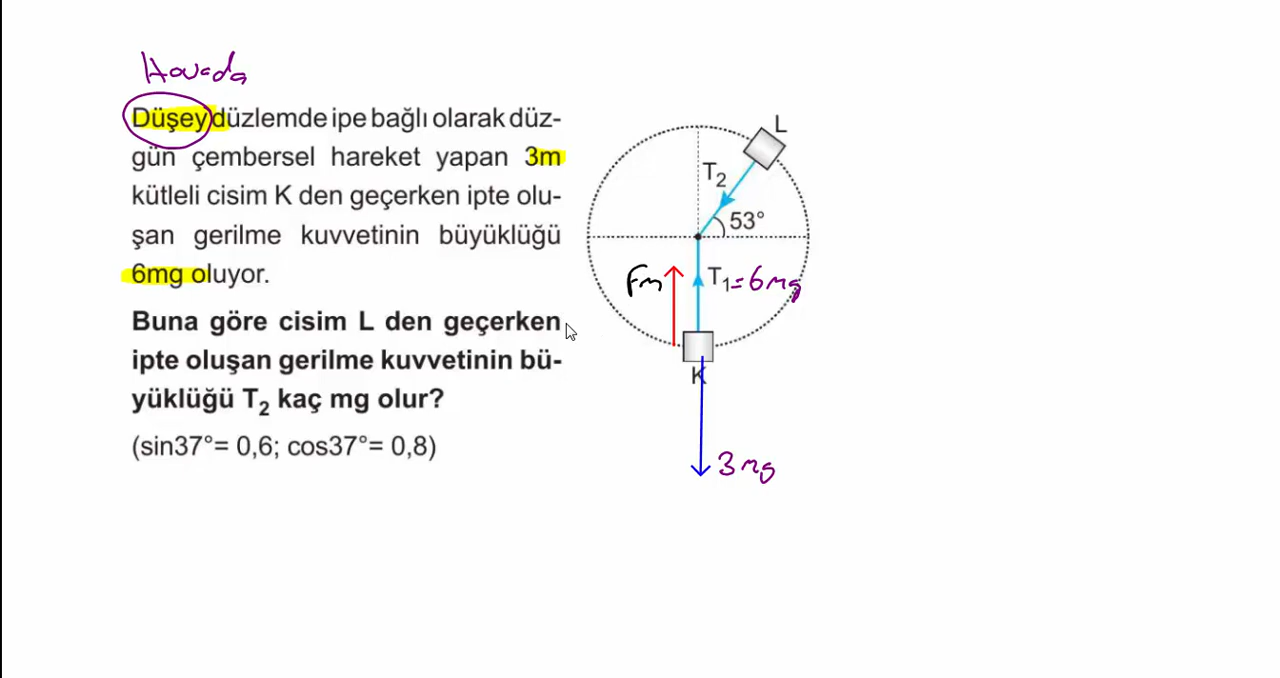 Havada
Düşey düzlemde ipe bağlı olarak düz-
gün çembersel hareket yapan 3m
kütleli cisim K den geçerken ipte olu-
şan gerilme kuvvetinin büyüklüğü
6mg oluyor.
Buna göre cisim L den geçerken
ipte oluşan gerilme kuvvetinin bü-
yüklüğü T₂ kaç mg olur?
(sin37°= 0,6; cos37°= 0,8)
L
T₂
53°
Fm
T₁=6mg
K
3mg